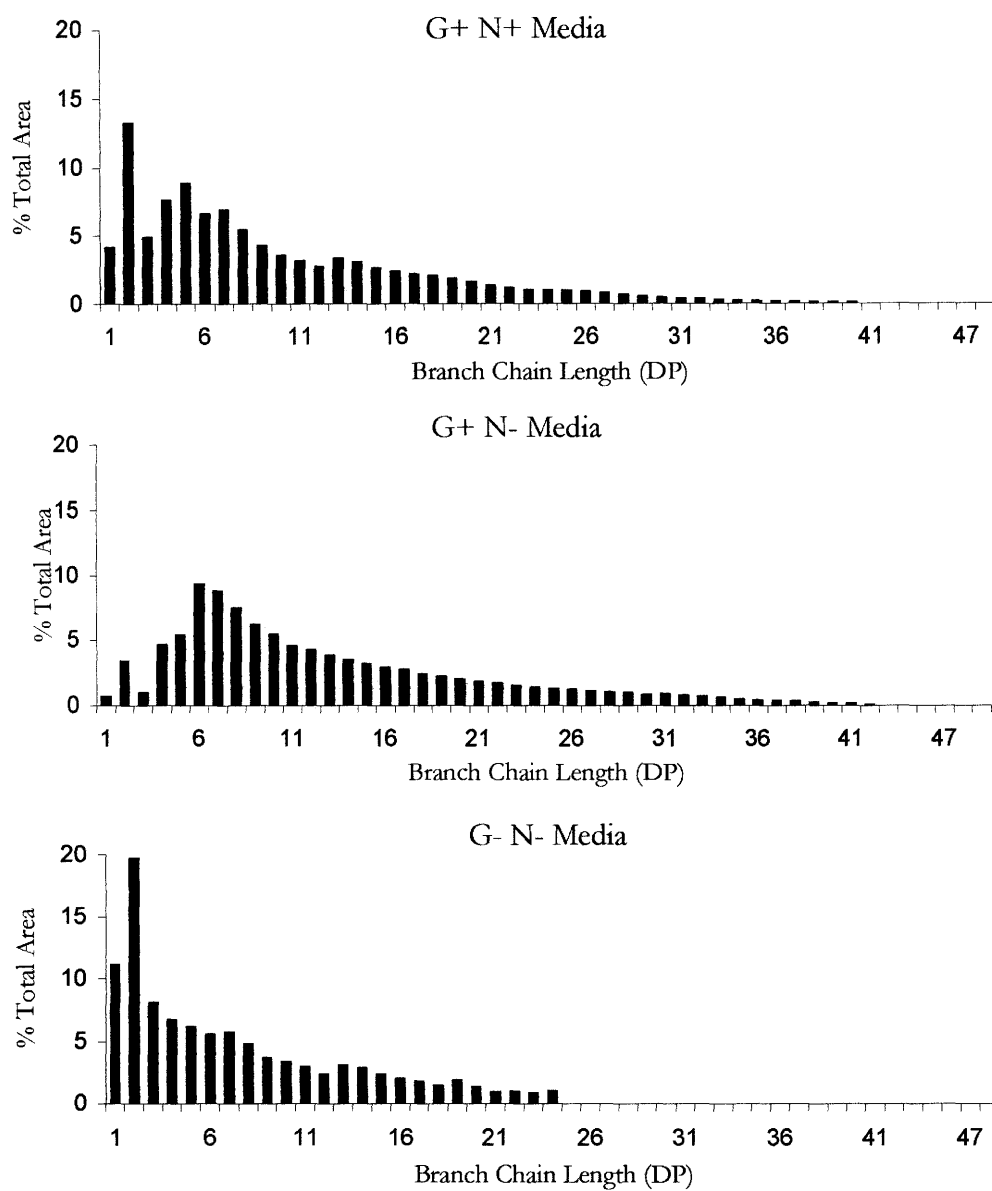 G+ N+ Media
20
15
10
5
0
% Total Area
1 6 11 16 21 26 31 36 41 47
Branch Chain Length (DP)
G+ N- Media
20
15
10
5
0
% Total Area
1 6 11 16 21 26 31 36 41 47
Branch Chain Length (DP)
G- N- Media
20
15
10
5
0
% Total Area
1 6 11 16 21 26 31 36 41 47
Branch Chain Length (DP)